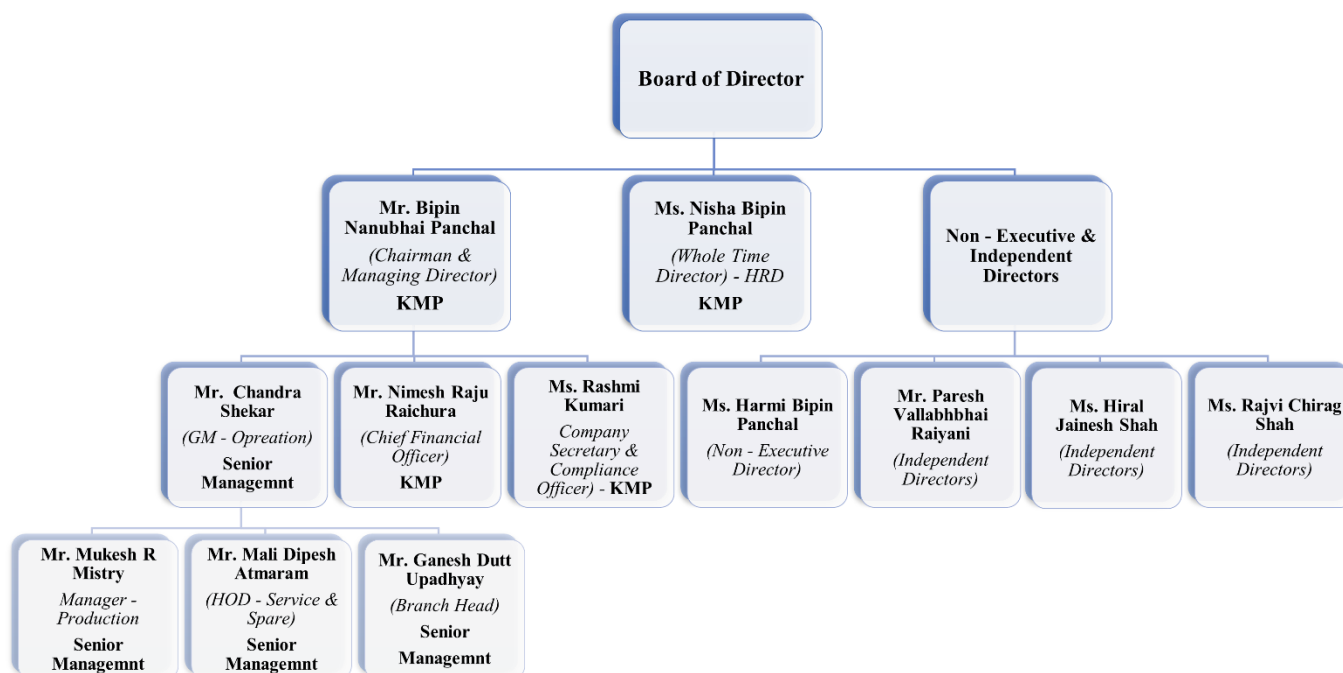 Board of Director
Mr. Bipin
Nanubhai Panchal
(Chairman &
Managing Director)
KMP
Ms. Nisha Bipin
Panchal
(Whole Time
Director) - HRD
KMP
Non - Executive &
Independent
Directors
Mr. Chandra
Shekar
(GM - Opreation)
Senior
Managemnt
Mr. Nimesh Raju
Raichura
(Chief Financial
Officer)
KMP
Ms. Rashmi
Kumari
Company
Secretary &
Compliance
Officer) - KMP
Ms. Harmi Bipin
Panchal
(Non - Executive
Director)
Mr. Paresh
Vallabhbhai
Raiyani
(Independent
Directors)
Ms. Hiral
Jainesh Shah
(Independent
Directors)
Ms. Rajvi Chirag
Shah
(Independent
Directors)
Mr. Mukesh R
Mistry
Manager -
Production
Senior
Managemnt
Mr. Mali Dipesh
Atmaram
(HOD - Service &
Spare)
Senior
Managemnt
Mr. Ganesh Dutt
Upadhyay
(Branch Head)
Senior
Managemnt